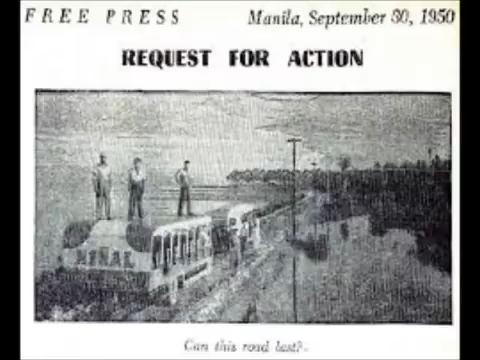 FREE PRESS Manila, September 30, 1950
REQUEST FOR ACTION
Can this road last?